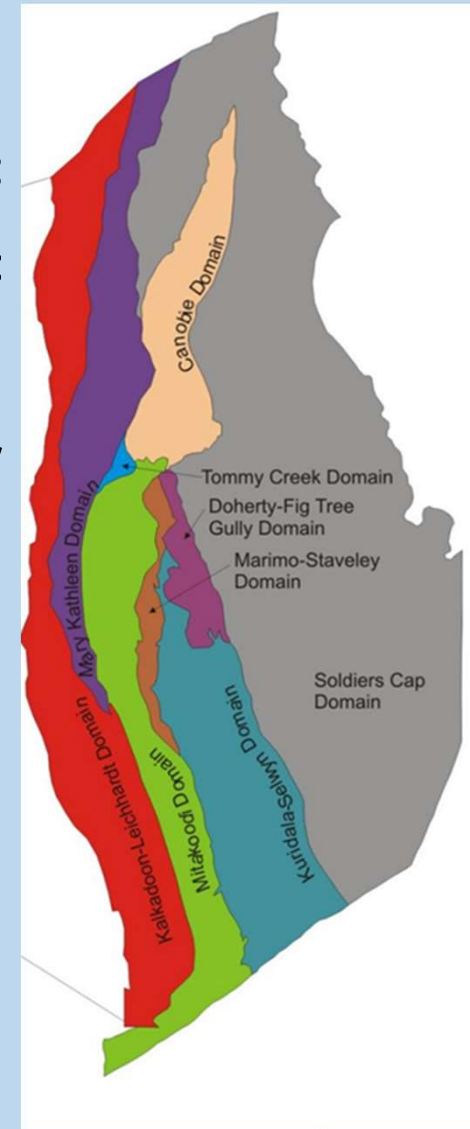 Canobie Domain
Tommy Creek Domain
Doherty-Fig Tree
Gully Domain
Marimo-Staveley
Domain
Mary Kathleen Domain
Soldiers Cap
Domain
Kalkadoon-Leichhardt Domain
Mitakoodi Domain
Kuridala-Selwyn Domain